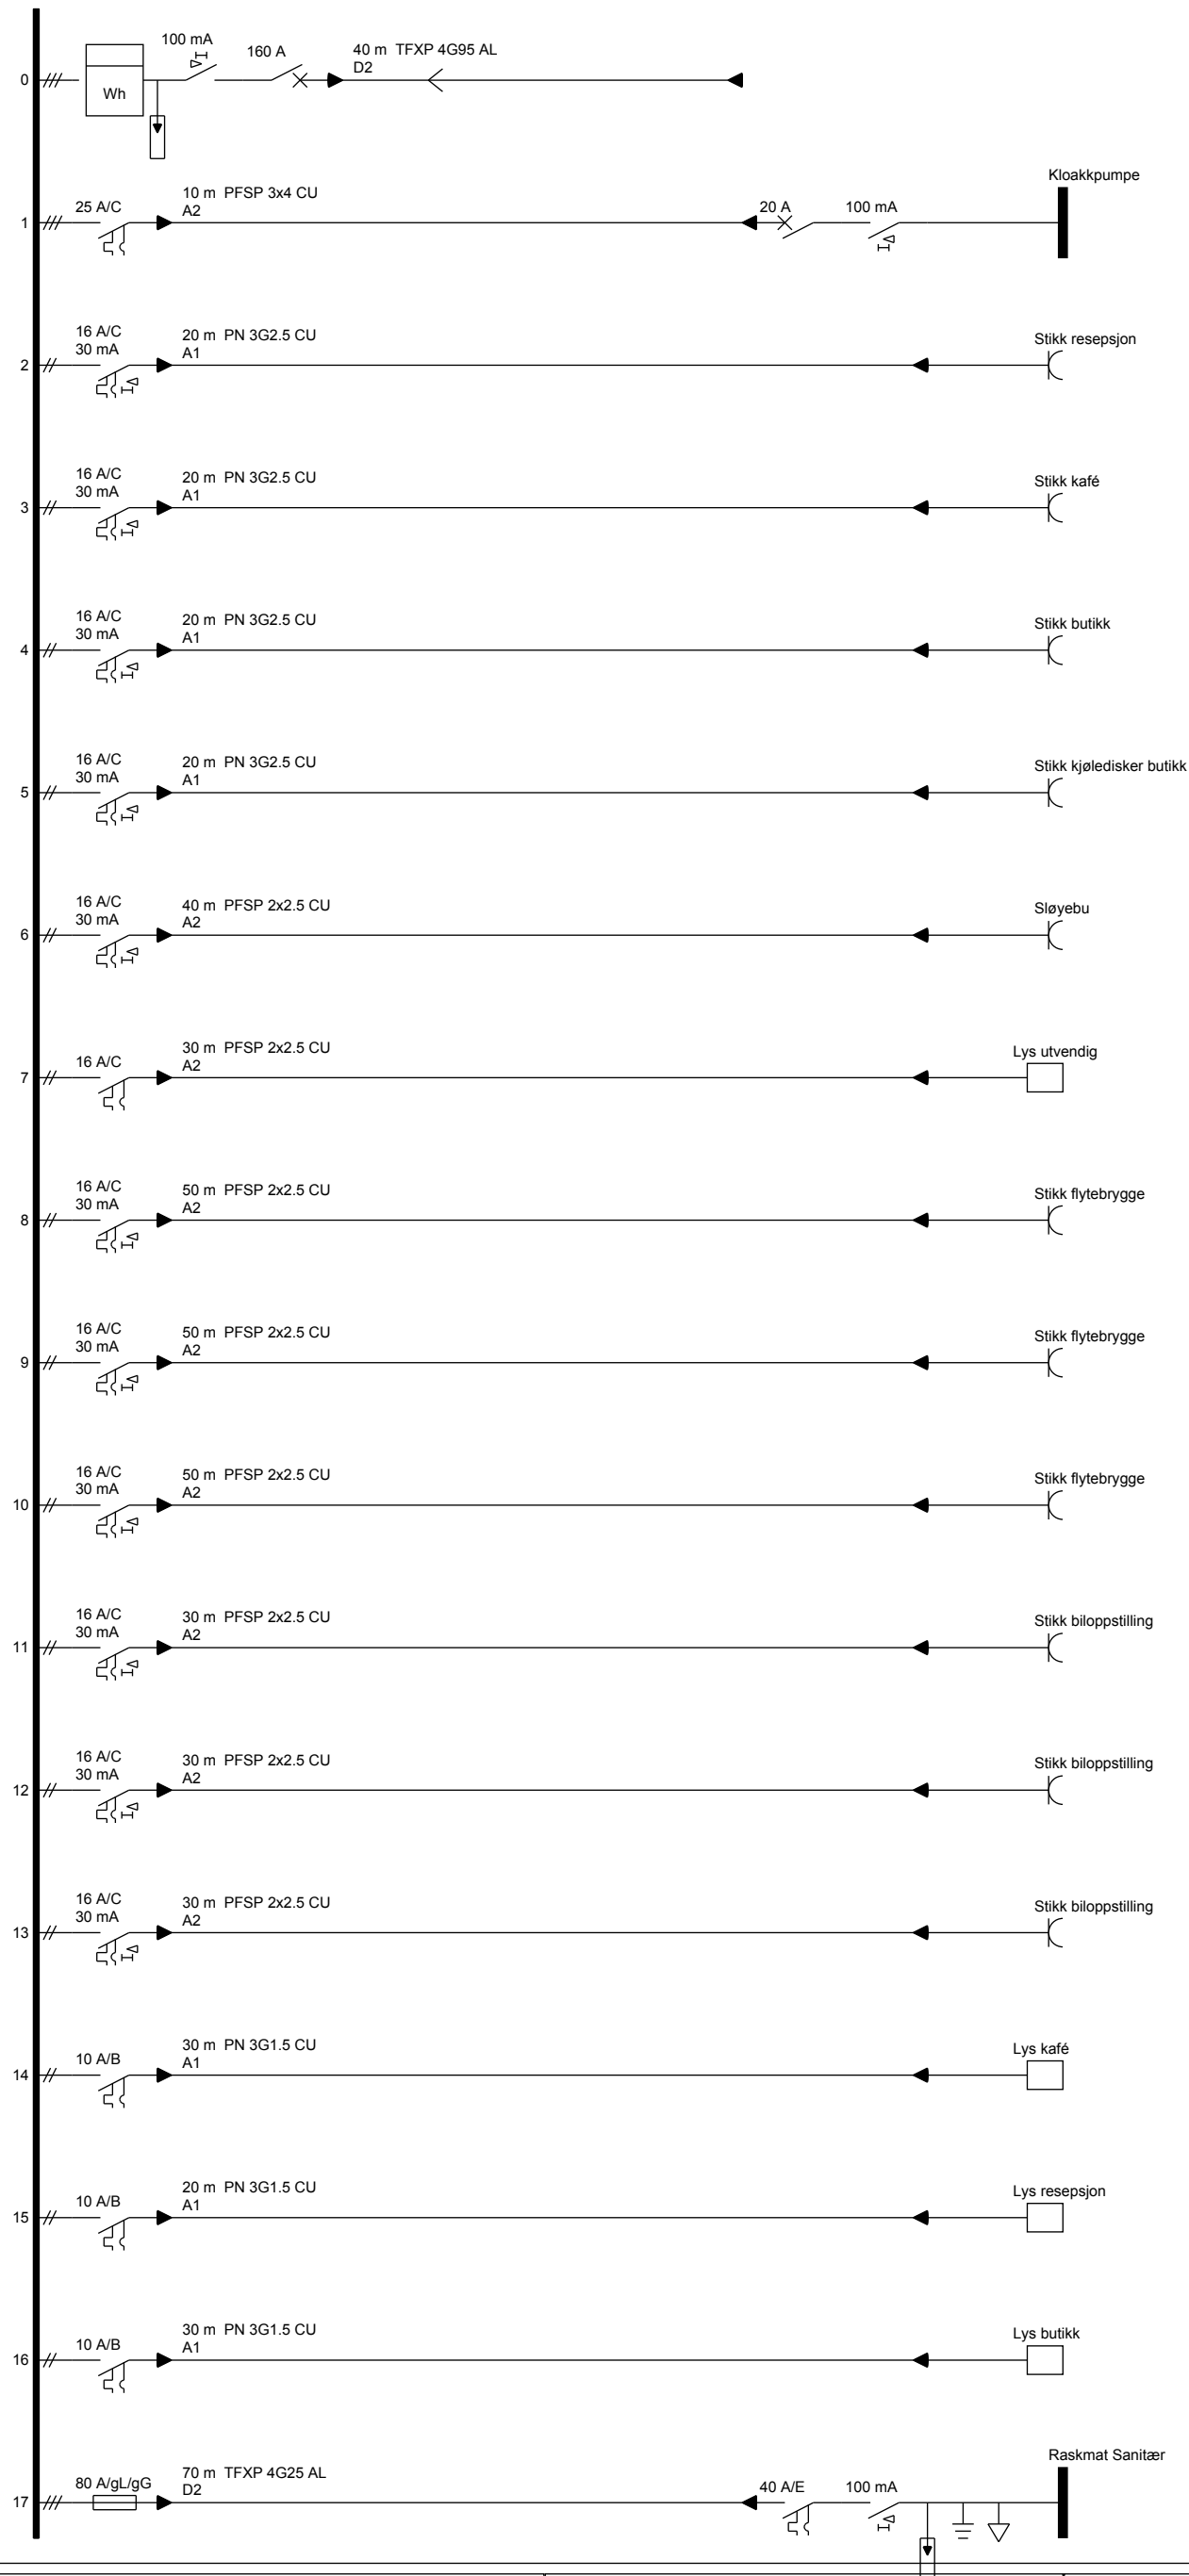 100 mA
160 A
40 m  TFXP 4G95 AL
D2
0
Wh
Kloakkpumpe
10 m  PFSP 3x4 CU
25 A/C
A2
20 A
100 mA
1
16 A/C
30 mA
20 m  PN 3G2.5 CU
A1
Stikk resepsjon
2
16 A/C
30 mA
20 m  PN 3G2.5 CU
A1
Stikk kafé
3
16 A/C
30 mA
20 m  PN 3G2.5 CU
A1
Stikk butikk
4
16 A/C
30 mA
20 m  PN 3G2.5 CU
A1
Stikk kjøledisker butikk
5
16 A/C
30 mA
40 m  PFSP 2x2.5 CU
A2
Sløyebu
6
30 m  PFSP 2x2.5 CU
16 A/C
A2
Lys utvendig
7
16 A/C
30 mA
50 m  PFSP 2x2.5 CU
A2
Stikk flytebrygge
8
16 A/C
30 mA
50 m  PFSP 2x2.5 CU
A2
Stikk flytebrygge
9
16 A/C
30 mA
50 m  PFSP 2x2.5 CU
A2
Stikk flytebrygge
10
16 A/C
30 mA
30 m  PFSP 2x2.5 CU
A2
Stikk biloppstilling
11
16 A/C
30 mA
30 m  PFSP 2x2.5 CU
A2
Stikk biloppstilling
12
16 A/C
30 mA
30 m  PFSP 2x2.5 CU
A2
Stikk biloppstilling
13
30 m  PN 3G1.5 CU
10 A/B
A1
Lys kafé
14
20 m  PN 3G1.5 CU
10 A/B
A1
Lys resepsjon
15
30 m  PN 3G1.5 CU
10 A/B
A1
Lys butikk
16
Raskmat Sanitær
70 m  TFXP 4G25 AL
80 A/gL/gG
D2
40 A/E
100 mA
17